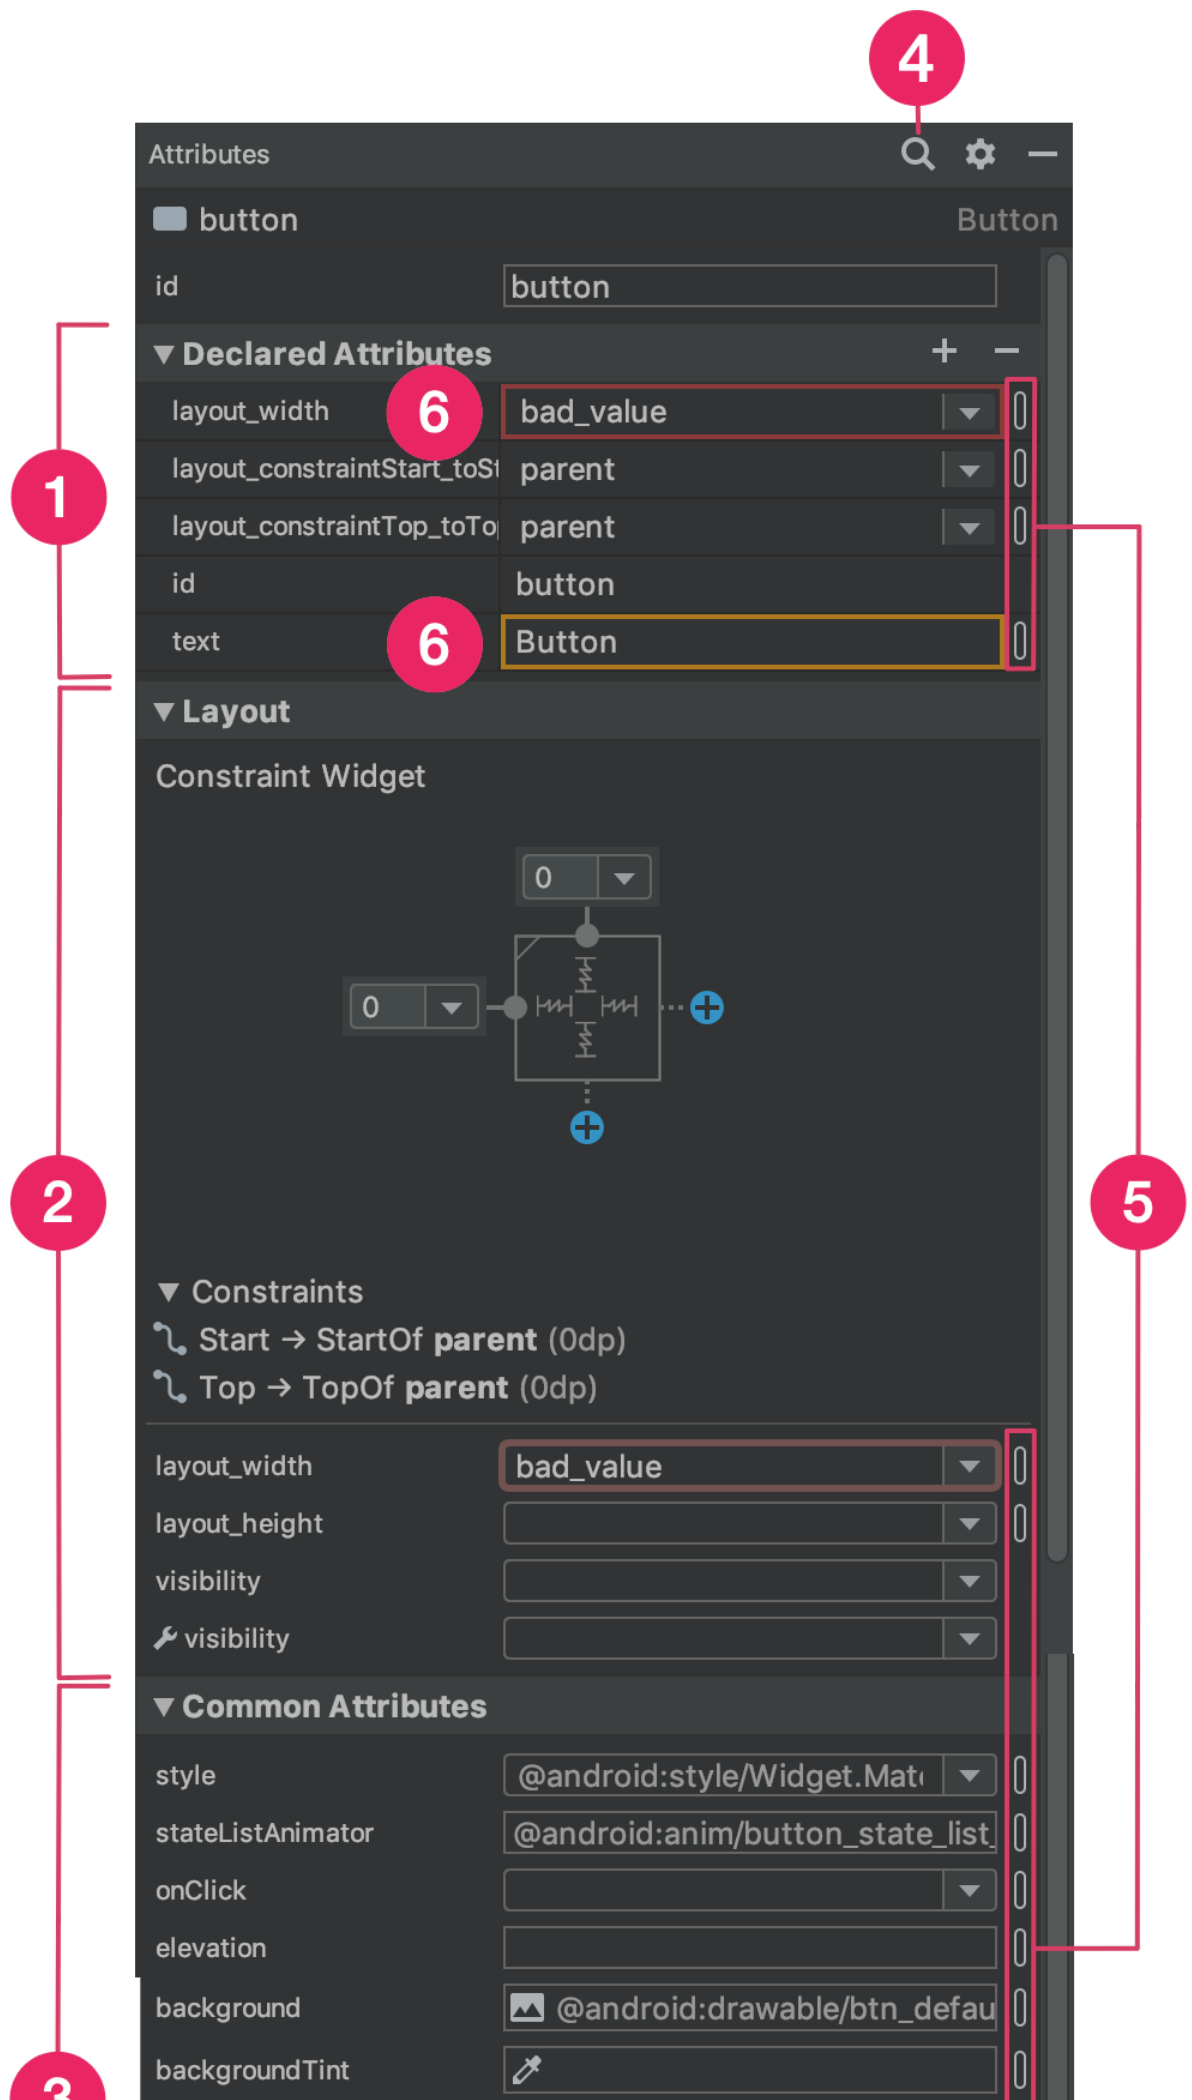 4
Attributes
button Button
id button
Declared Attributes
layout_width 6 bad_value
layout_constraintStart_toSt parent
1
layout_constraintTop_toTo parent
id button
text 6 Button
Layout
Constraint Widget
0
0
2
5
Constraints
Start → StartOf parent (0dp)
Top → TopOf parent (0dp)
layout_width bad_value
layout_height
visibility
visibility
Common Attributes
style @android:style/Widget.Mat
stateListAnimator @android:anim/button_state_list_
onClick
elevation
background @android:drawable/btn_defau
backgroundTint
3